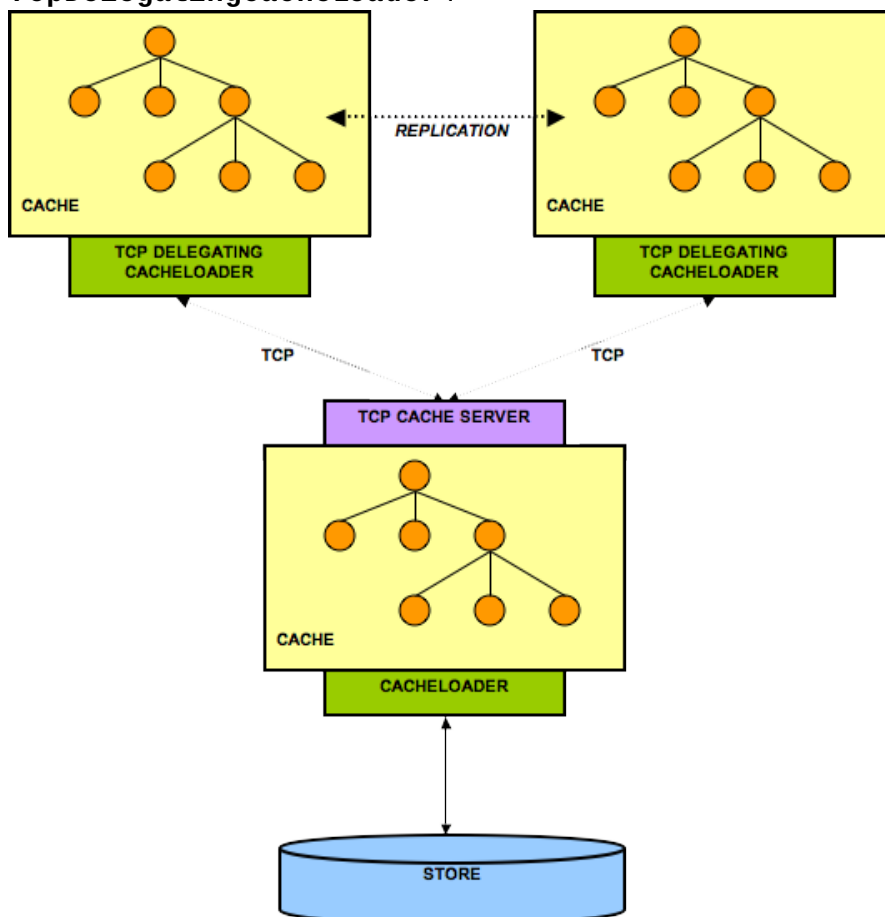 REPLICATION
CACHE
CACHE
TCP DELEGATING
CACHELOADER
TCP DELEGATING
CACHELOADER
TCP
TCP
TCP CACHE SERVER
CACHE
CACHELOADER
STORE